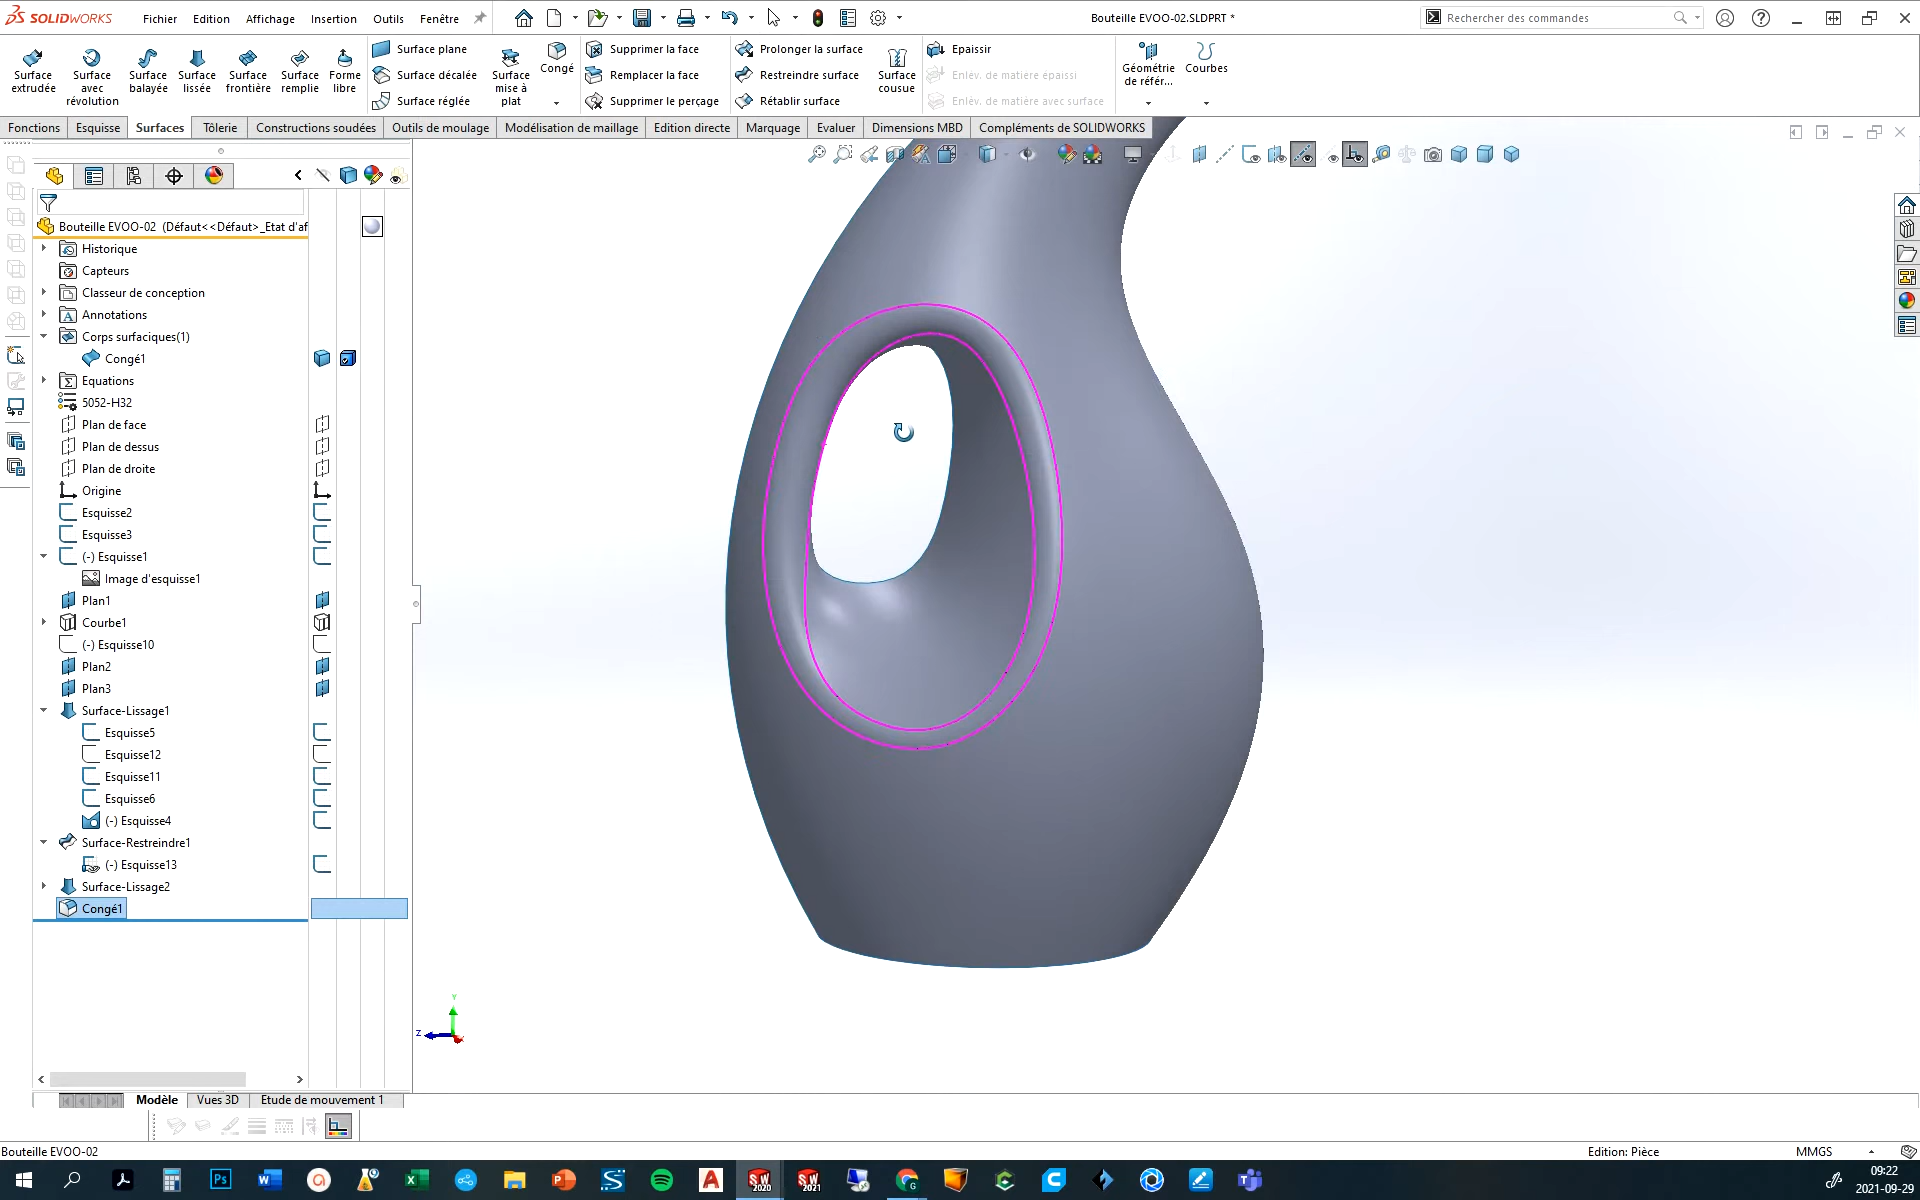 SOLIDWORKS
Fichier Edition Affichage Insertion Outils Fenêtre
Bouteille EVOO-02.SLDPRT *
Rechercher des commandes
Surface extrudée
Surface avec révolution
Surface balayée
Surface lissée
Surface frontière
Surface remplie
Forme libre
Surface plane
Surface décalée
Surface réglée
Surface mise à plat
Congé
Supprimer la face
Remplacer la face
Supprimer le perçage
Prolonger la surface
Restreindre surface
Rétablir surface
Surface cousue
Epaissir
Enlév. de matière épaissi
Enlév. de matière avec surface
Géométrie de référ...
Courbes
Fonctions Esquisse Surfaces Tôlerie Constructions soudées Outils de moulage Modélisation de maillage Edition directe Marquage Evaluer Dimensions MBD Compléments de SOLIDWORKS
Bouteille EVOO-02 (Défaut<<Défaut>_Etat d'af
Historique
Capteurs
Classeur de conception
Annotations
Corps surfaciques(1)
Congé1
Equations
5052-H32
Plan de face
Plan de dessus
Plan de droite
Origine
Esquisse2
Esquisse3
(-) Esquisse1
Image d'esquisse1
Plan1
Courbe1
(-) Esquisse10
Plan2
Plan3
Surface-Lissage1
Esquisse5
Esquisse12
Esquisse11
Esquisse6
(-) Esquisse4
Surface-Restreindre1
(-) Esquisse13
Surface-Lissage2
Congé1
Y
Z
Modèle Vues 3D Etude de mouvement 1
Bouteille EVOO-02
Edition: Pièce
MMGS
09:22
2021-09-29